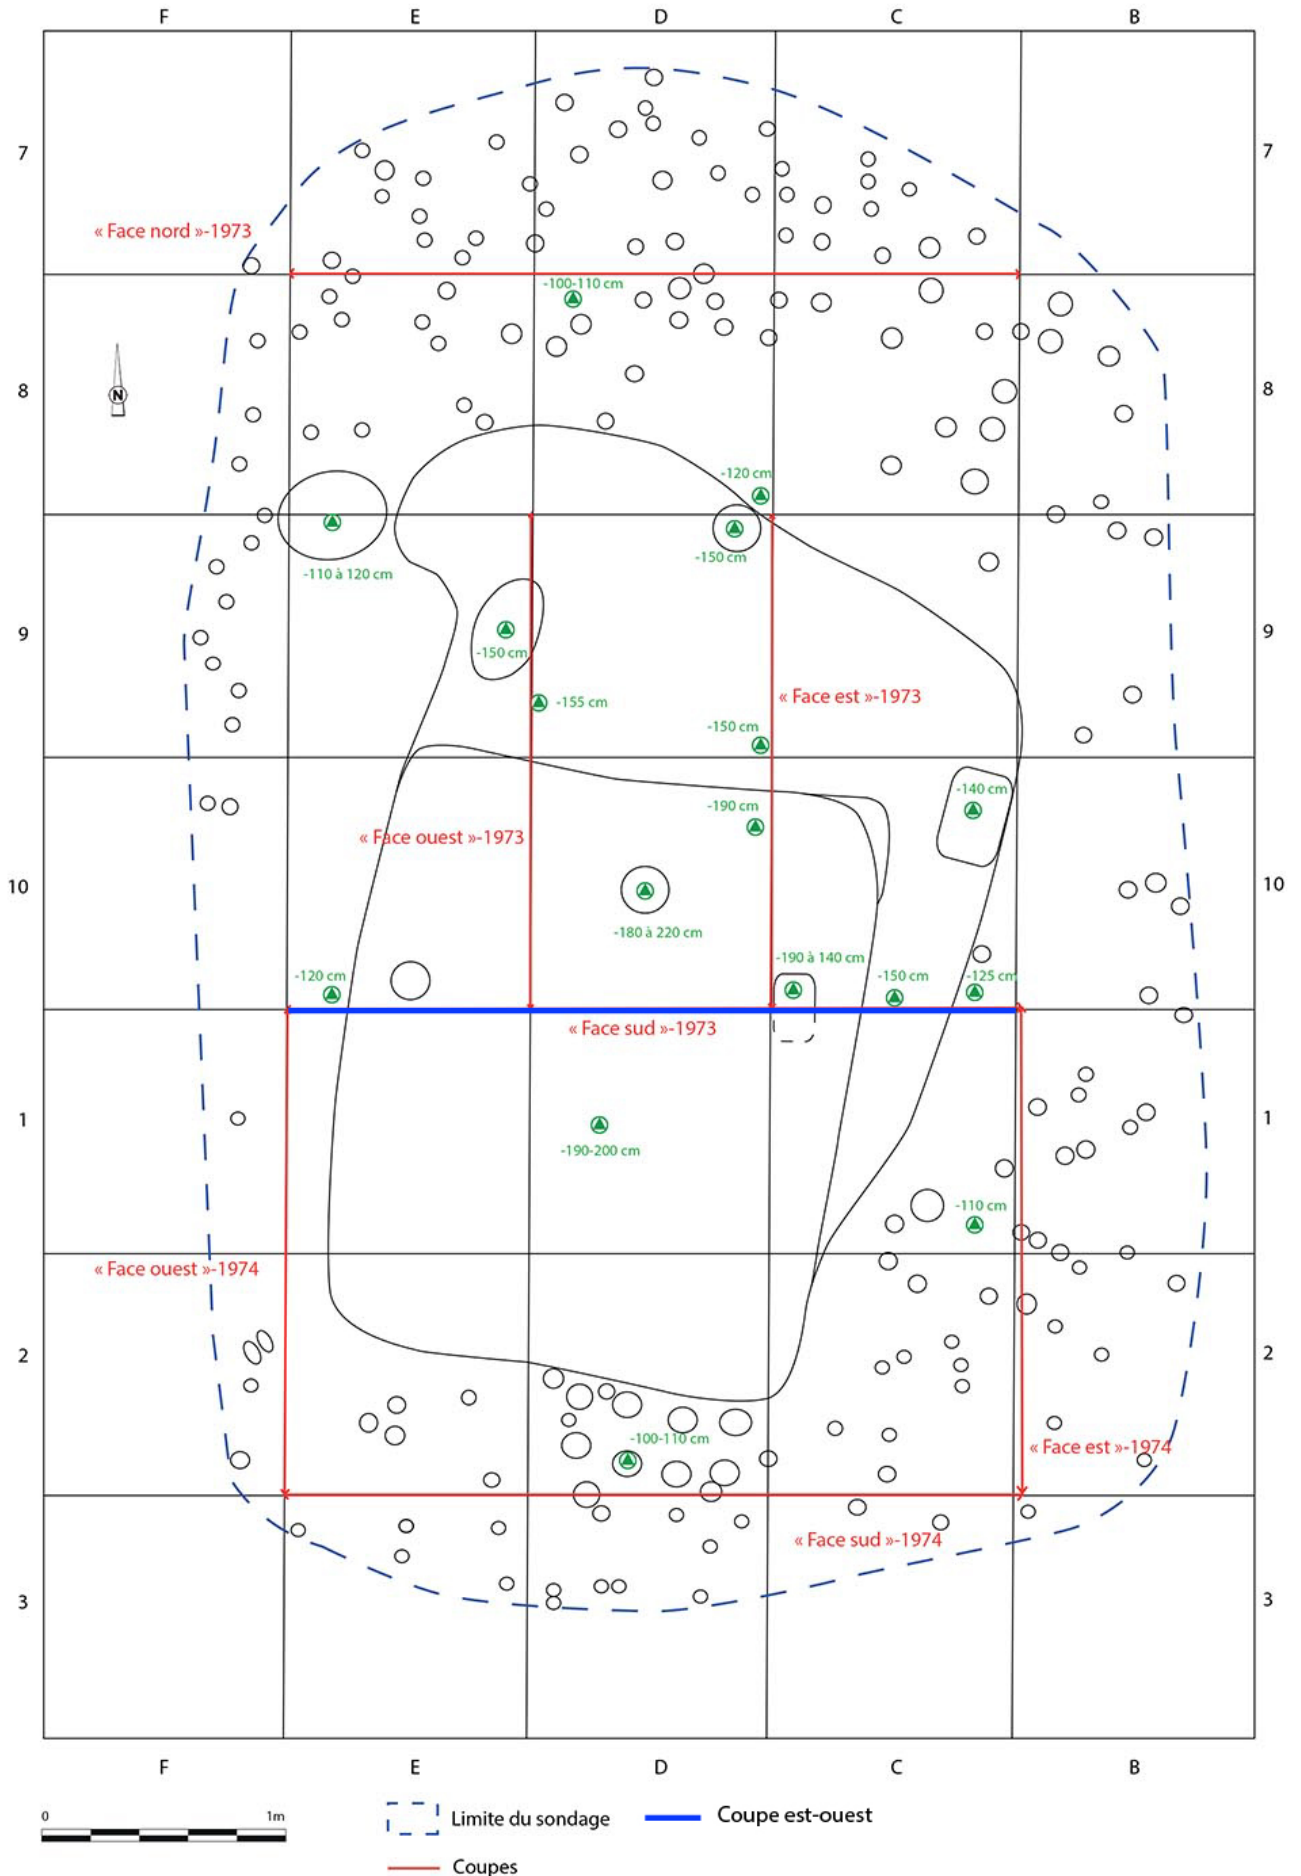 F E D C B
7 7
« Face nord »-1973
-100-110 cm
N
8 8
-120 cm
-150 cm
-110 à 120 cm
9 9
-150 cm
-155 cm
« Face est »-1973
-150 cm
-140 cm
-190 cm
« Face ouest »-1973
10 10
-180 à 220 cm
-190 à 140 cm
-120 cm
-150 cm
-125 cm
« Face sud »-1973
1 1
-190-200 cm
-110 cm
« Face ouest »-1974
2 2
-100-110 cm
« Face est »-1974
« Face sud »-1974
3 3
F E D C B
0 1m
Limite du sondage
Coupe est-ouest
Coupes